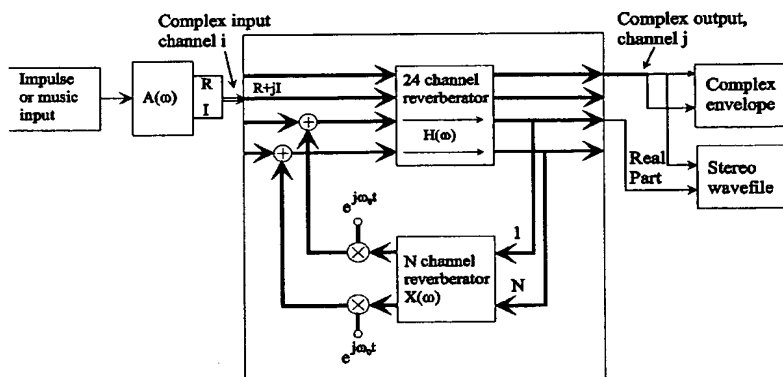 Complex input
channel i
Complex output,
channel j
Impulse
or music
input
A(ω)
R
I
R+jI
24 channel
reverberator
H(ω)
Complex
envelope
Real
Part
Stereo
wavefile
e^{jω₀t}
N channel
reverberator
X(ω)
1
N
e^{jω₀t}